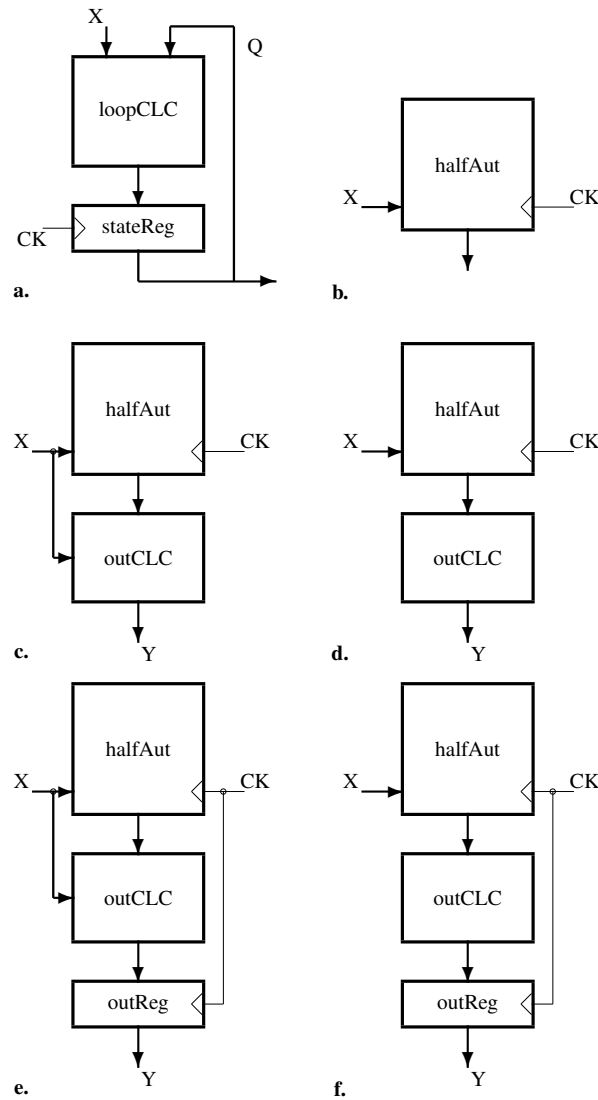 X
Q
loopCLC
CK
stateReg
a.
halfAut
X
CK
b.
halfAut
X
CK
outCLC
Y
c.
halfAut
X
CK
outCLC
Y
d.
halfAut
X
CK
outCLC
outReg
Y
e.
halfAut
X
CK
outCLC
outReg
Y
f.